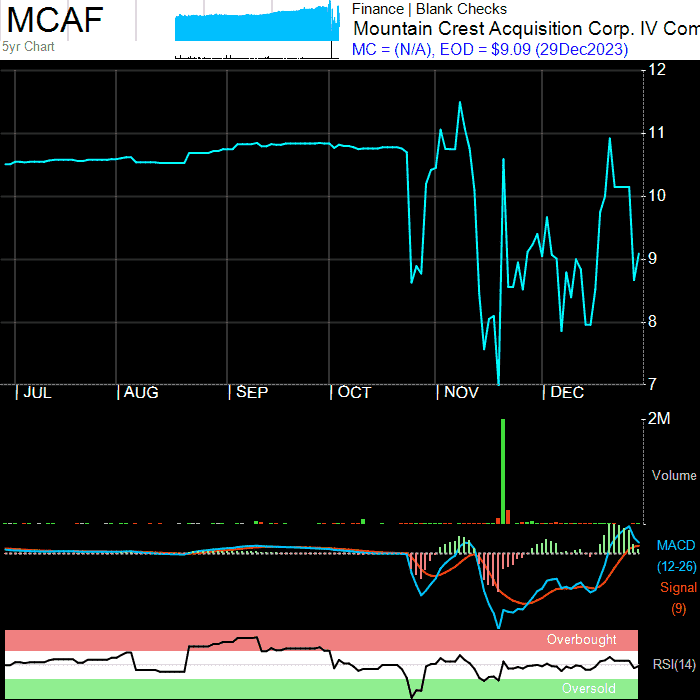 MCAF
5yr Chart
Finance | Blank Checks
Mountain Crest Acquisition Corp. IV Com
MC = (N/A), EOD = $9.09 (29Dec2023)
12
11
10
9
8
7
| JUL | AUG | SEP | OCT | NOV | DEC
2M
Volume
MACD
(12-26)
Signal
(9)
Overbought
RSI(14)
Oversold